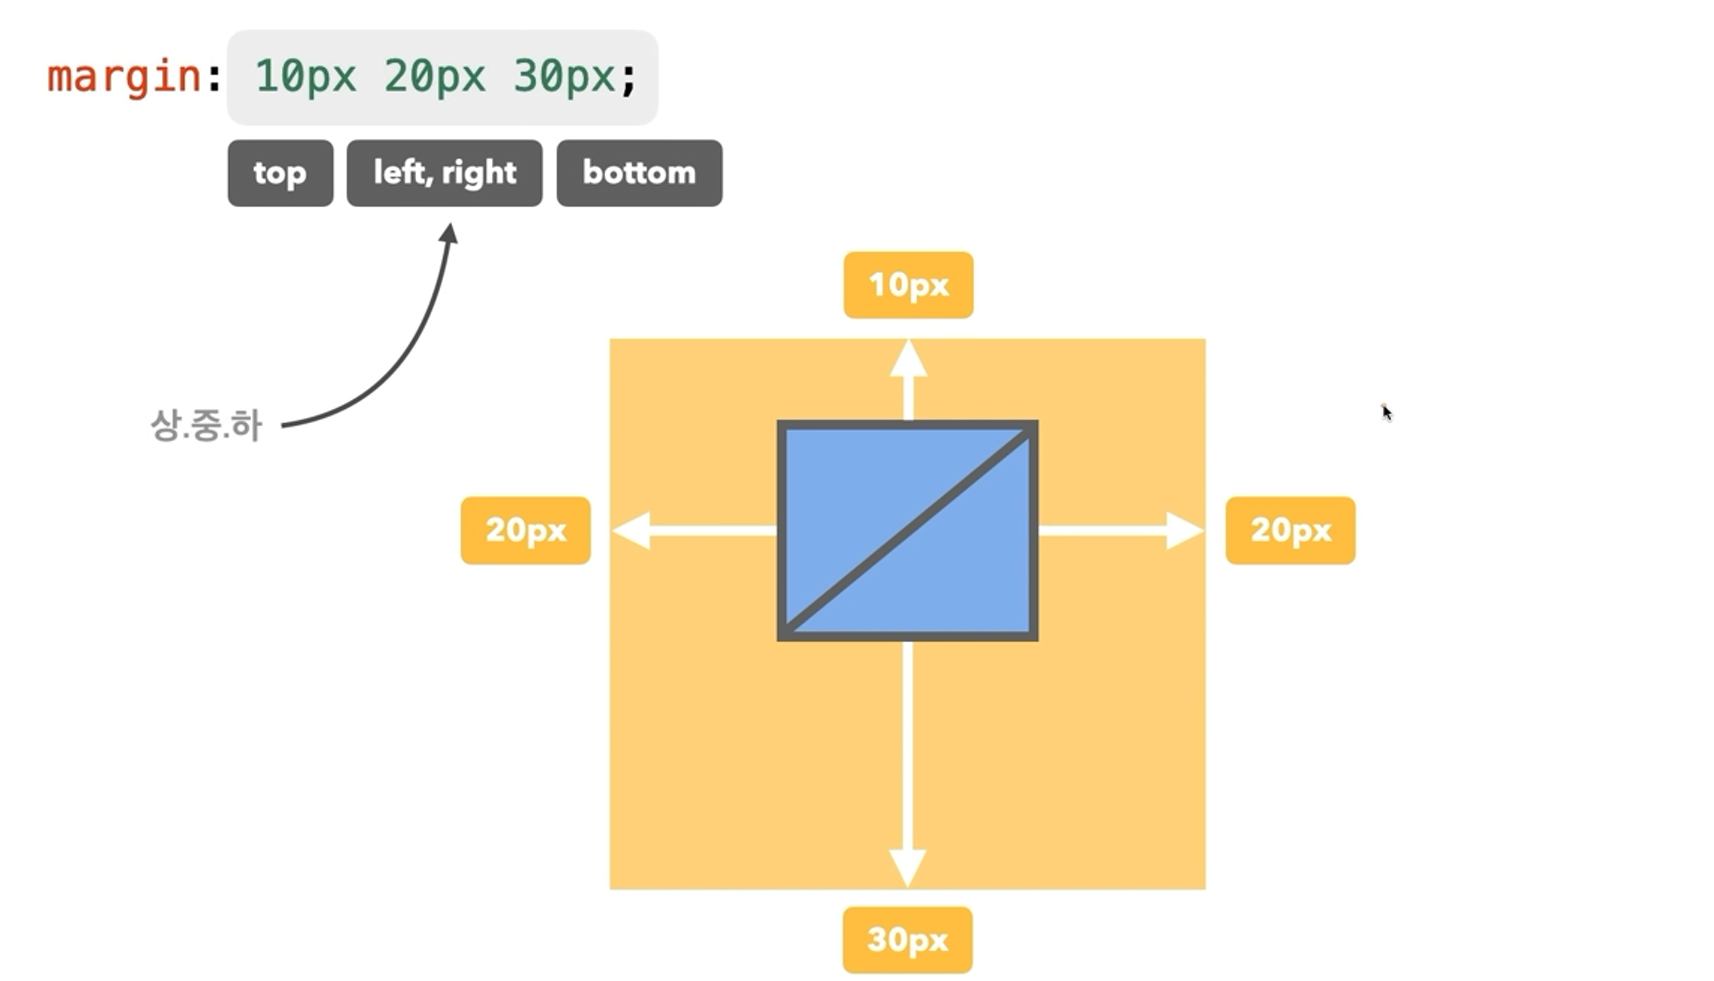 margin: 10px 20px 30px;
top left, right bottom
10px
상.중.하
20px 20px
30px